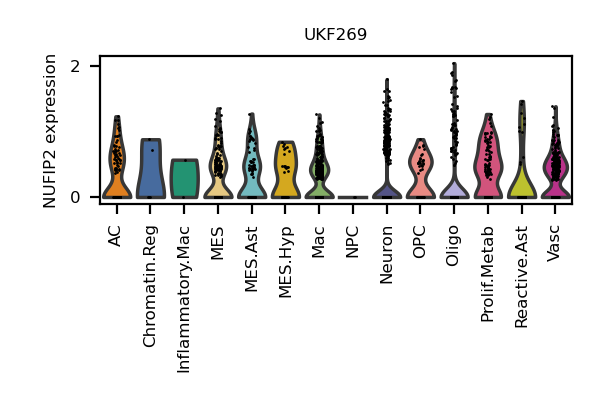 UKF269
NUFIP2 expression
2
0
AC
Chromatin.Reg
Inflammatory.Mac
MES
MES.Ast
MES.Hyp
Mac
NPC
Neuron
OPC
Oligo
Prolif.Metab
Reactive.Ast
Vasc